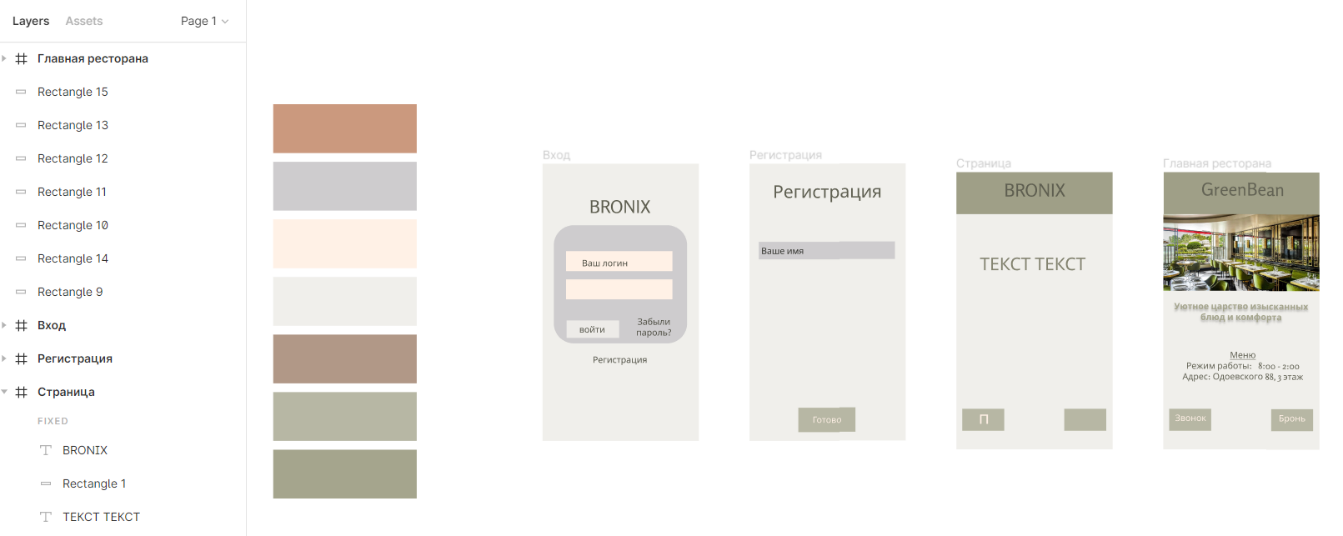 Layers Assets Page 1
Главная ресторана
Rectangle 15
Rectangle 13
Rectangle 12
Rectangle 11
Rectangle 10
Rectangle 14
Rectangle 9
Вход
Регистрация
Страница
FIXED
BRONIX
Rectangle 1
ТЕКСТ ТЕКСТ
Вход
BRONIX
Ваш логин
войти
Забыли
пароль?
Регистрация
Регистрация
Регистрация
Ваше имя
Готово
Страница
BRONIX
ТЕКСТ ТЕКСТ
П
Главная ресторана
GreenBean
Уютное царство изысканных
блюд и комфорта
Меню
Режим работы: 8:00 - 2:00
Адрес: Одоевского 88, 3 этаж
Звонок
Бронь